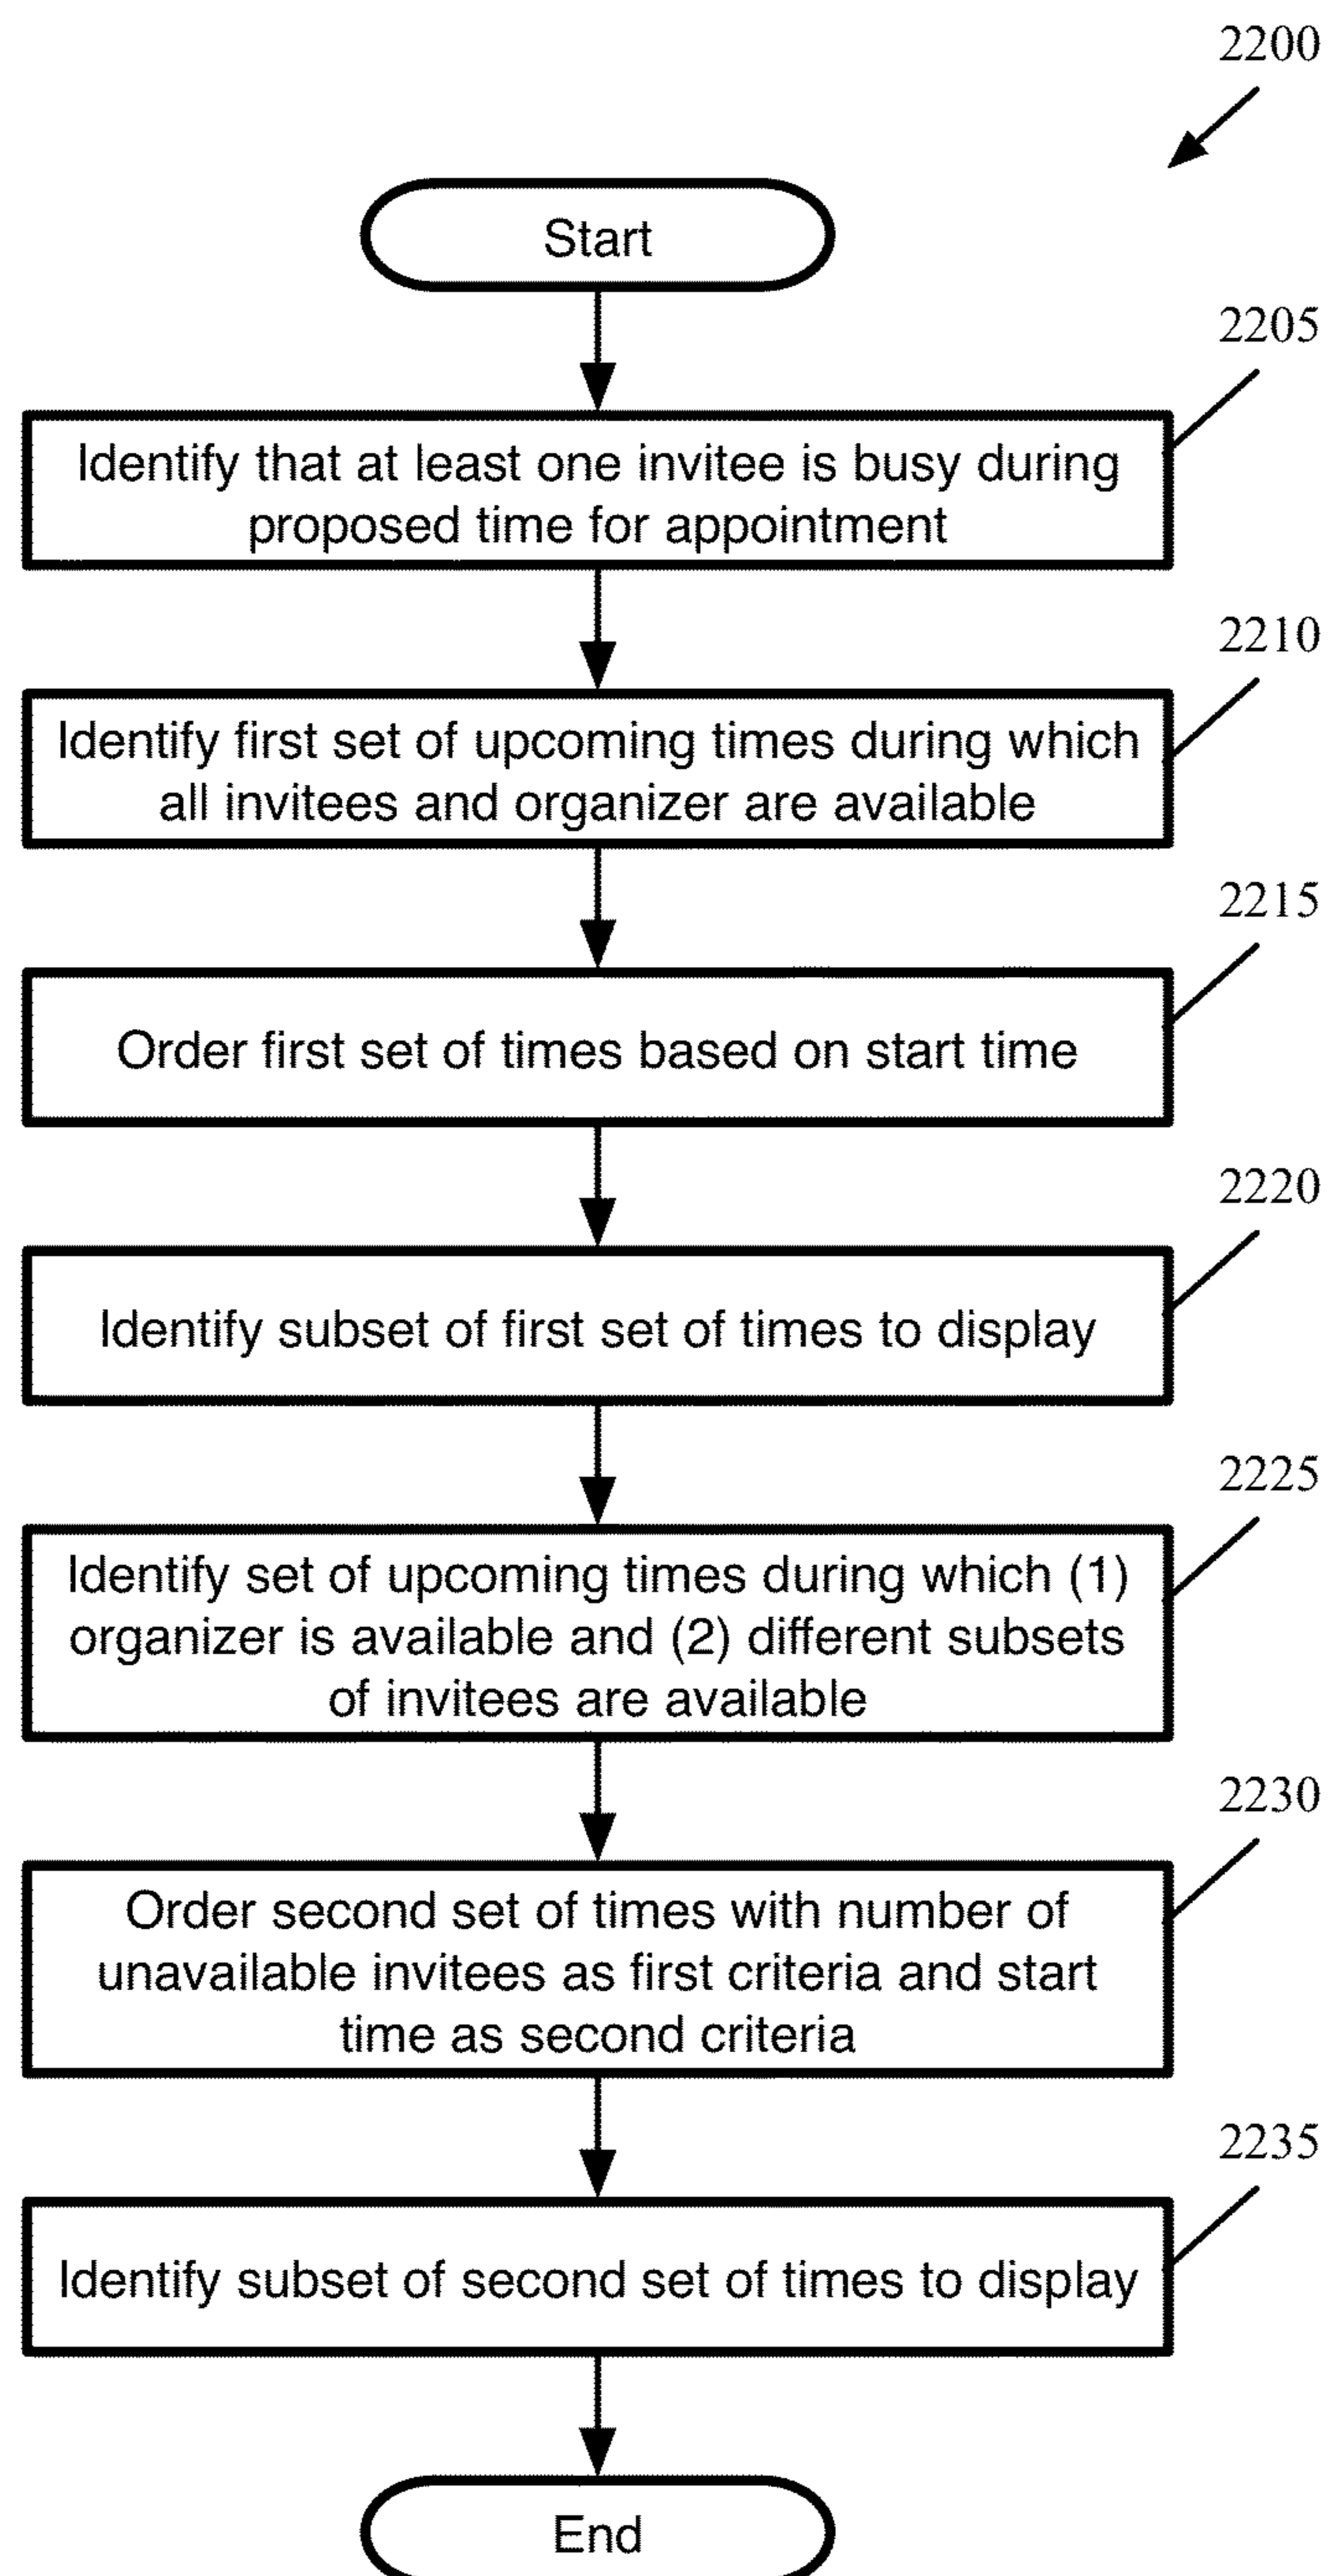 2200
Start
2205
Identify that at least one invitee is busy during
proposed time for appointment
2210
Identify first set of upcoming times during which
all invitees and organizer are available
2215
Order first set of times based on start time
2220
Identify subset of first set of times to display
2225
Identify set of upcoming times during which (1)
organizer is available and (2) different subsets
of invitees are available
2230
Order second set of times with number of
unavailable invitees as first criteria and start
time as second criteria
2235
Identify subset of second set of times to display
End